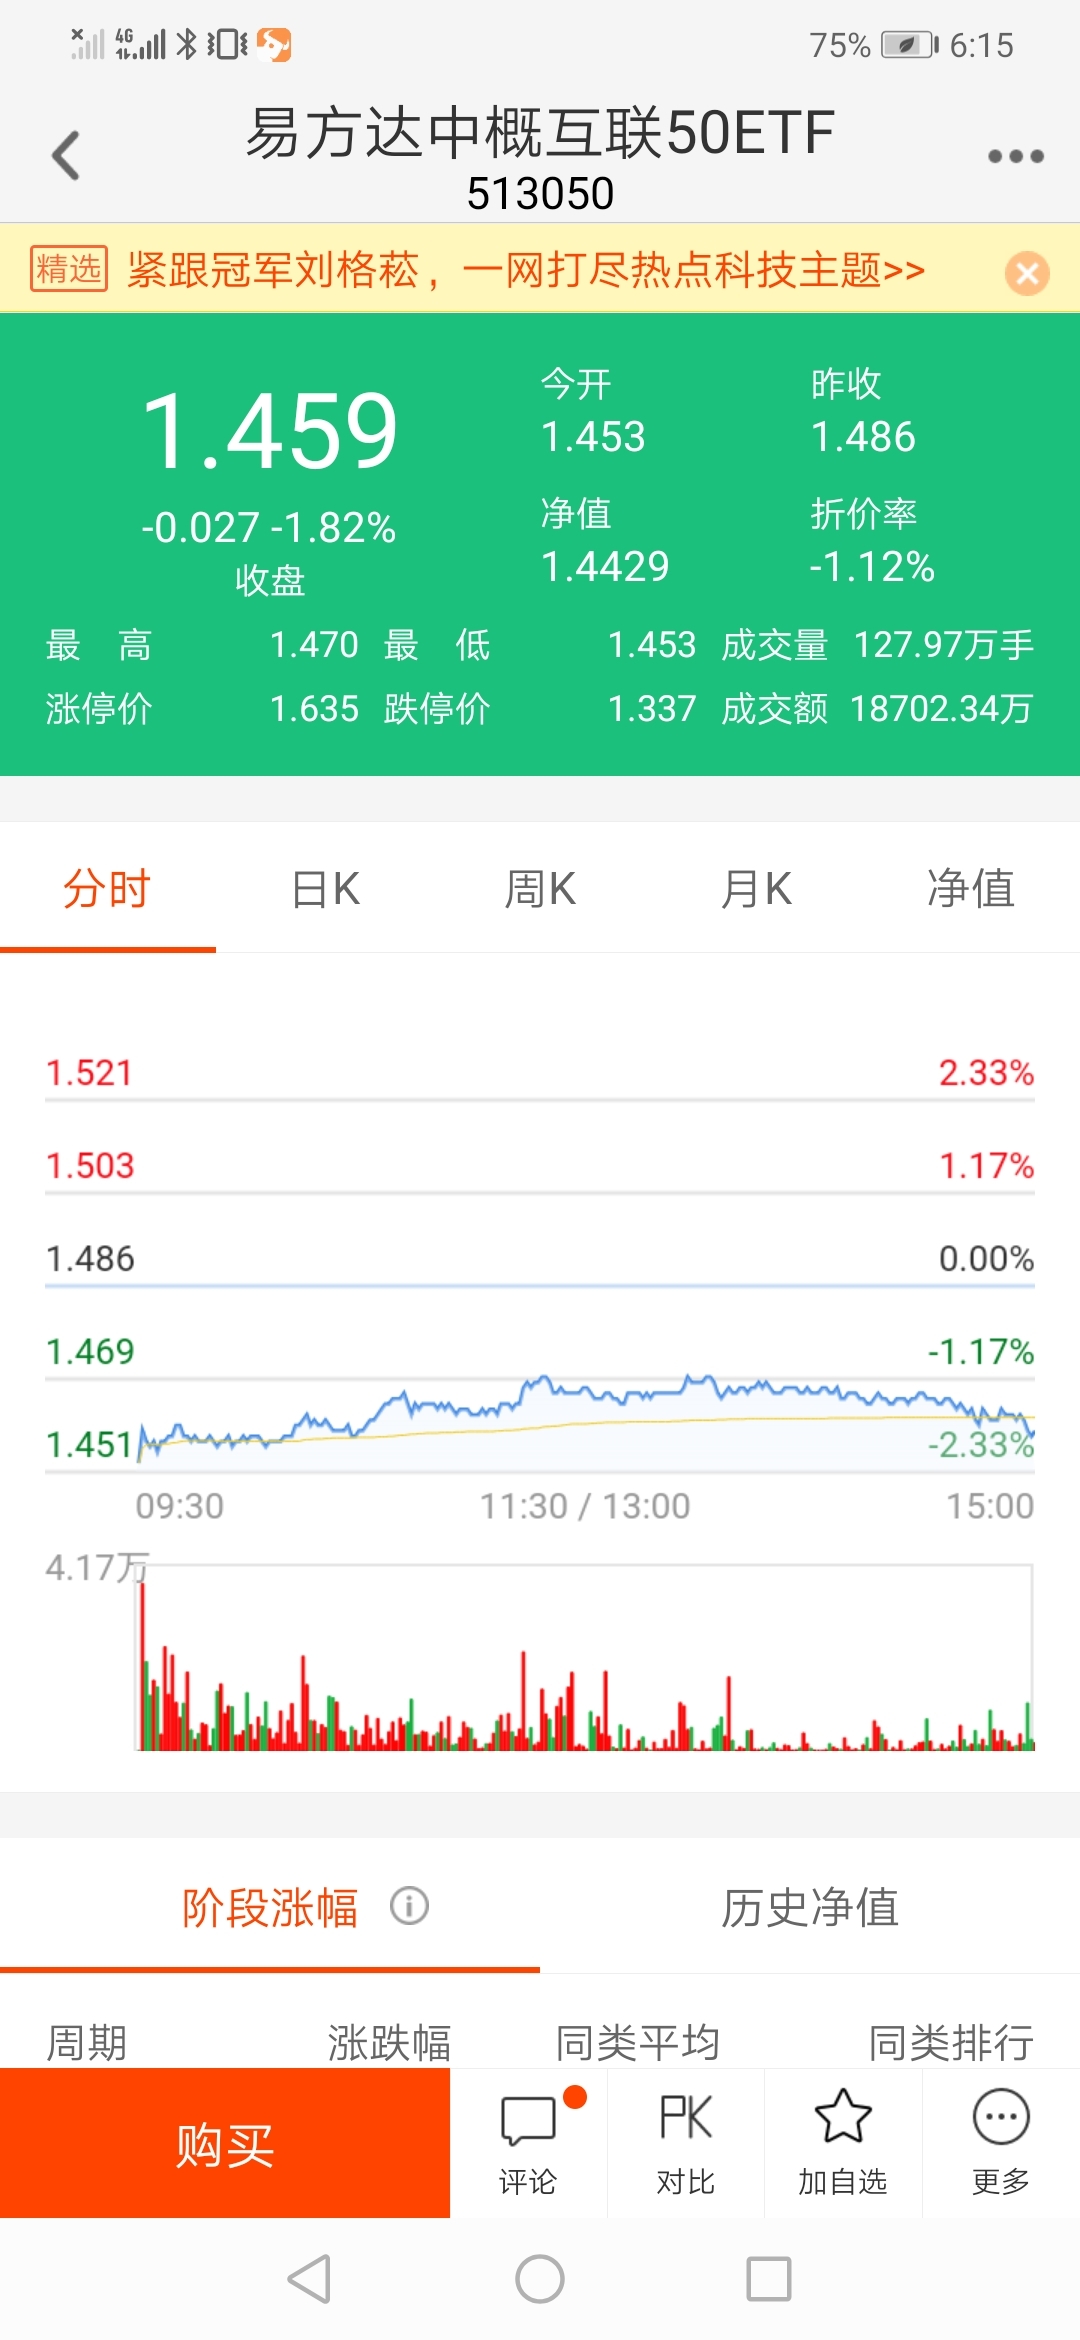 4G 75% 6:15
易方达中概互联50ETF
513050
精选 紧跟冠军刘格菘，一网打尽热点科技主题>>
1.459
-0.027 -1.82%
收盘
今开 昨收
1.453 1.486
净值 折价率
1.4429 -1.12%
最 高 1.470 最 低 1.453 成交量 127.97万手
涨停价 1.635 跌停价 1.337 成交额 18702.34万
分时 日K 周K 月K 净值
1.521 2.33%
1.503 1.17%
1.486 0.00%
1.469 -1.17%
1.451 -2.33%
09:30 11:30 / 13:00 15:00
4.17万
阶段涨幅 历史净值
周期 涨跌幅 同类平均 同类排行
购买 评论 PK 对比 加自选 更多